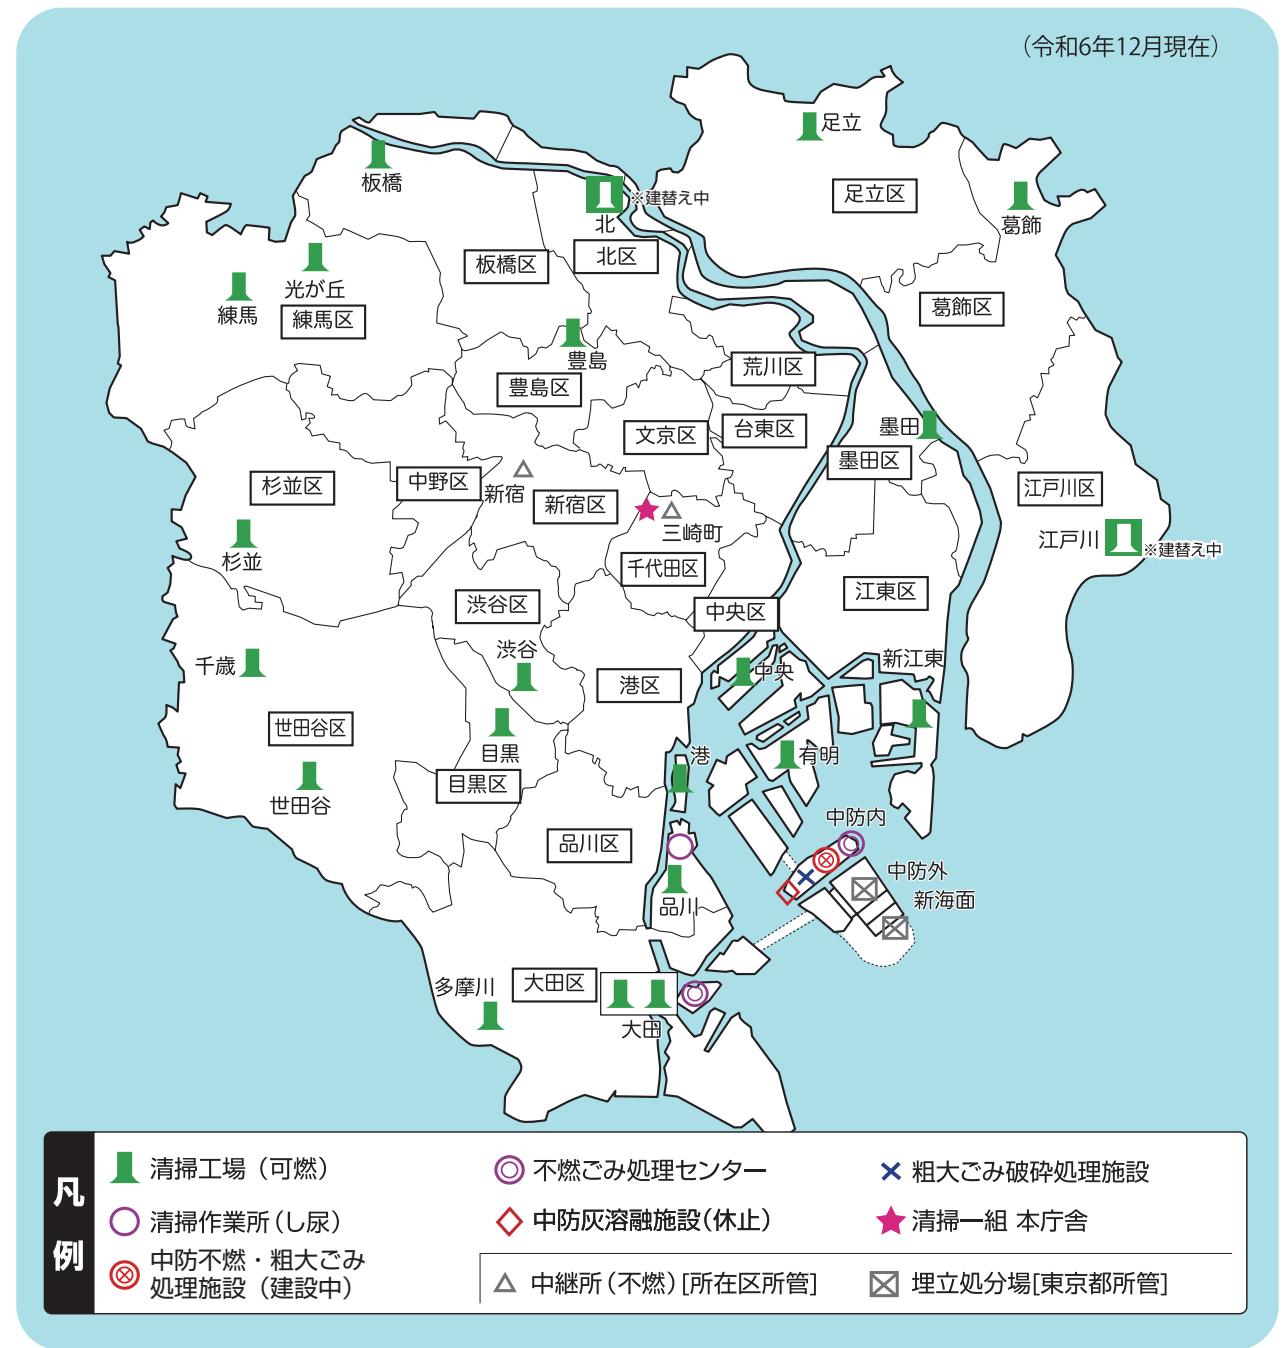 （令和6年12月現在）
足立
板橋
足立区
※建替え中
北
葛飾
北区
板橋区
光が丘
練馬
練馬区
葛飾区
豊島
荒川区
豊島区
台東区
墨田
文京区
墨田区
杉並区
中野区
新宿
新宿区
江戸川区
三崎町
江戸川
※建替え中
杉並
千代田区
江東区
渋谷区
中央区
渋谷
千歳
新江東
中央
港区
世田谷区
目黒
港
有明
目黒区
世田谷
中防内
品川区
中防外
新海面
品川
多摩川
大田区
大田
凡例
清掃工場（可燃）
不燃ごみ処理センター
粗大ごみ破砕処理施設
清掃作業所（し尿）
中防灰溶融施設（休止）
清掃一組 本庁舎
中防不燃・粗大ごみ
処理施設（建設中）
中継所（不燃）［所在区所管］
埋立処分場［東京都所管］